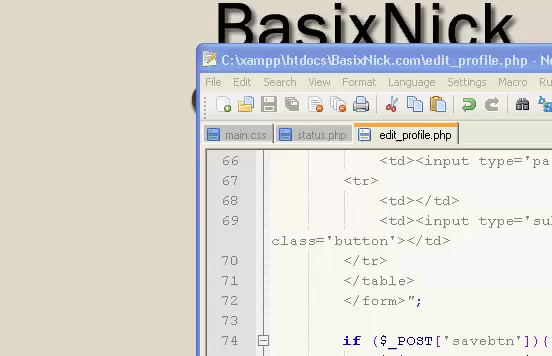 BasixNick
C:\xampp\htdocs\BasixNick.com\edit_profile.php - No
File Edit Search View Format Language Settings Macro Ru
main.css status.php edit_profile.php
66 <td><input type='pa
67 <tr>
68 <td></td>
69 <td><input type='su
class='button'></td>
70 </tr>
71 </table>
72 </form>";
73
74 if ($_POST['savebtn']){